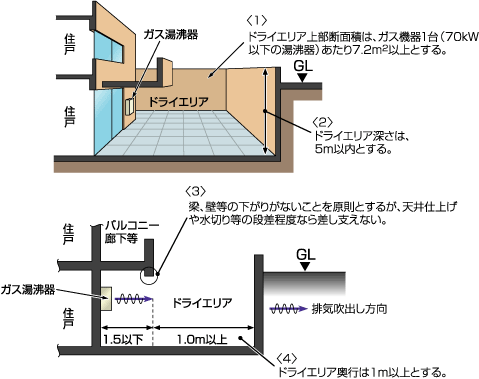 〈1〉
ドライエリア上部断面積は、ガス機器1台(70kW
以下の湯沸器)あたり7.2m²以上とする。
ガス湯沸器
住戸
住戸
ドライエリア
GL
〈2〉
ドライエリア深さは、
5m以内とする。
〈3〉
梁、壁等の下がりがないことを原則とするが、天井仕上げ
や水切り等の段差程度なら差し支えない。
住戸
バルコニー
廊下等
GL
ガス湯沸器
ドライエリア
住戸
排気吹出し方向
1.5以下
1.0m以上
〈4〉
ドライエリア奥行は1m以上とする。